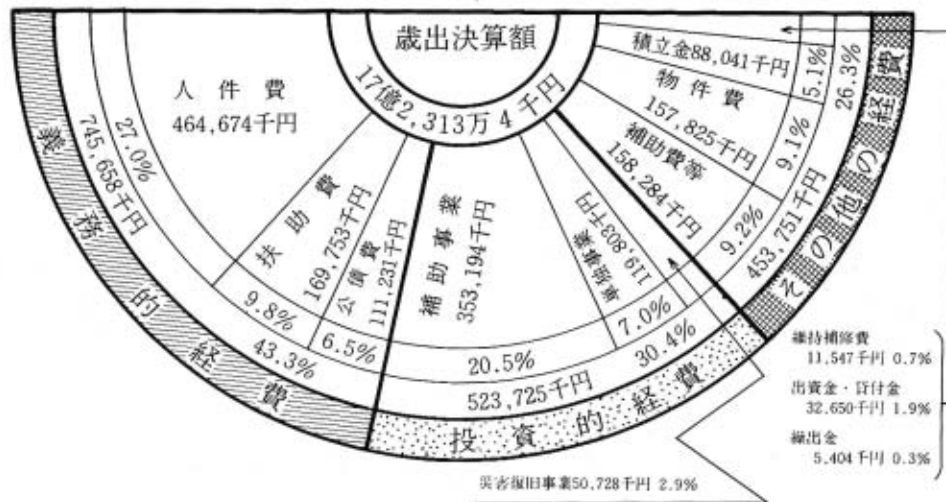 歳出決算額
17億2,313万4千円
人件費
464,674千円
27.0%
扶助費
169,753千円
9.8%
公債費
111,231千円
6.5%
745,658千円
43.3%
義務的経費
補助事業
353,194千円
20.5%
単独事業
119,803千円
7.0%
523,725千円
30.4%
投資的経費
災害復旧事業50,728千円 2.9%
積立金88,041千円
5.1%
物件費
157,825千円
9.1%
補助費等
158,284千円
9.2%
453,751千円
26.3%
その他の経費
維持補修費
11,547千円 0.7%
出資金・貸付金
32.650千円 1.9%
繰出金
5.404千円 0.3%